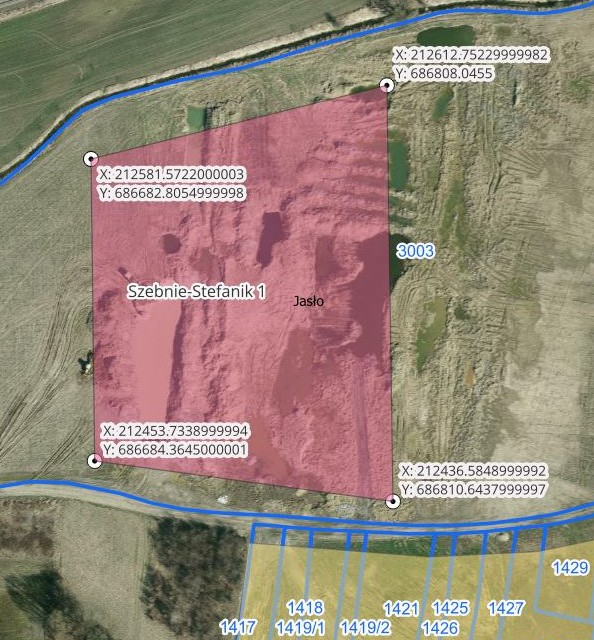 X: 212612.75229999982
Y: 686808.0455
X: 212581.5722000003
Y: 686682.8054999998
3003
Szebnie-Stefanik 1
Jasło
X: 212453.7338999994
Y: 686684.3645000001
X: 212436.5848999992
Y: 686810.6437999997
1429
1418
1421
1425
1427
1417
1419/1
1419/2
1426